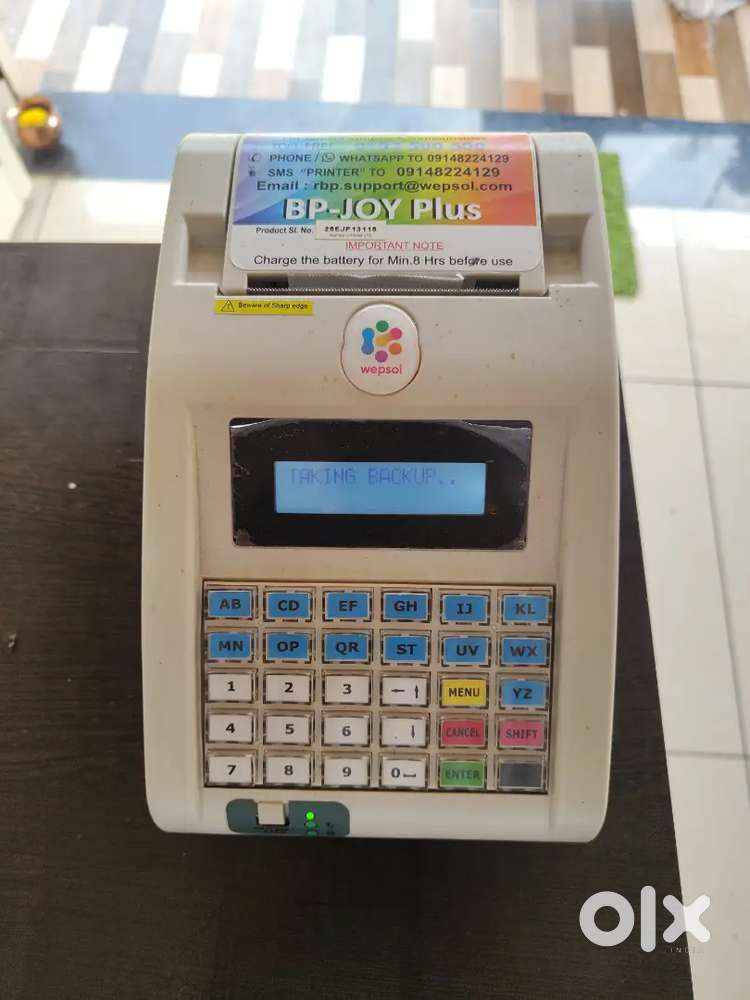 PHONE / WHATSAPP TO 09148224129
SMS "PRINTER" TO 09148224129
Email : rbp.support@wepsol.com
BP-JOY Plus
Product Sl. No.
IMPORTANT NOTE
Charge the battery for Min.8 Hrs before use
Beware of Sharp edge
wepsol
TAKING BACKUP..
AB CD EF GH IJ KL
MN OP QR ST UV WX
1 2 3 ←↑ MENU YZ
4 5 6 ↓ CANCEL SHIFT
7 8 9 0 ENTER
olx
INDIA